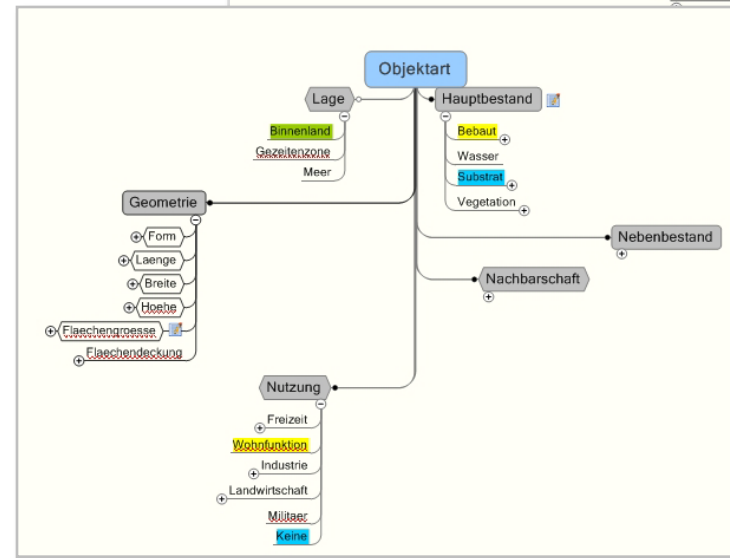 Objektart
Lage
Binnenland
Gezeitenzone
Meer
Hauptbestand
Bebaut
Wasser
Substrat
Vegetation
Geometrie
Form
Laenge
Breite
Hoehe
Flaechengroesse
Flaechendeckung
Nebenbestand
Nachbarschaft
Nutzung
Freizeit
Wohnfunktion
Industrie
Landwirtschaft
Militaer
Keine